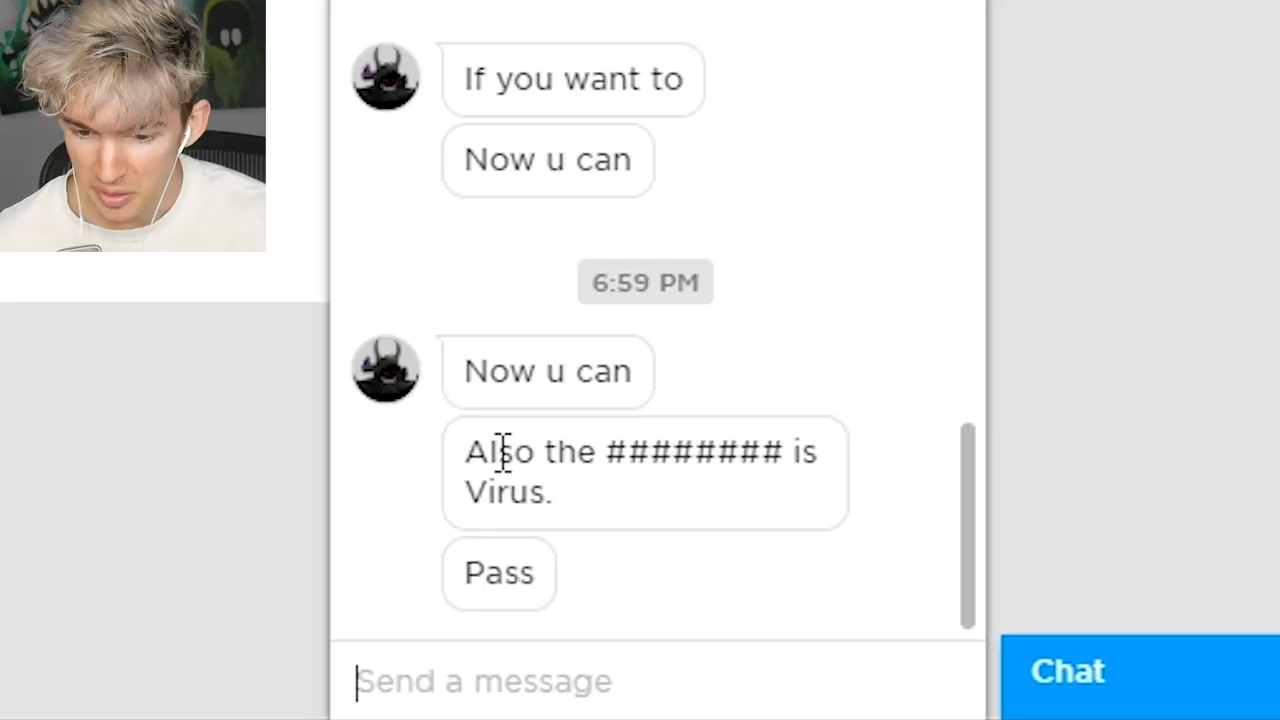 If you want to
Now u can
6:59 PM
Now u can
Also the ######## is
Virus.
Pass
Send a message
Chat